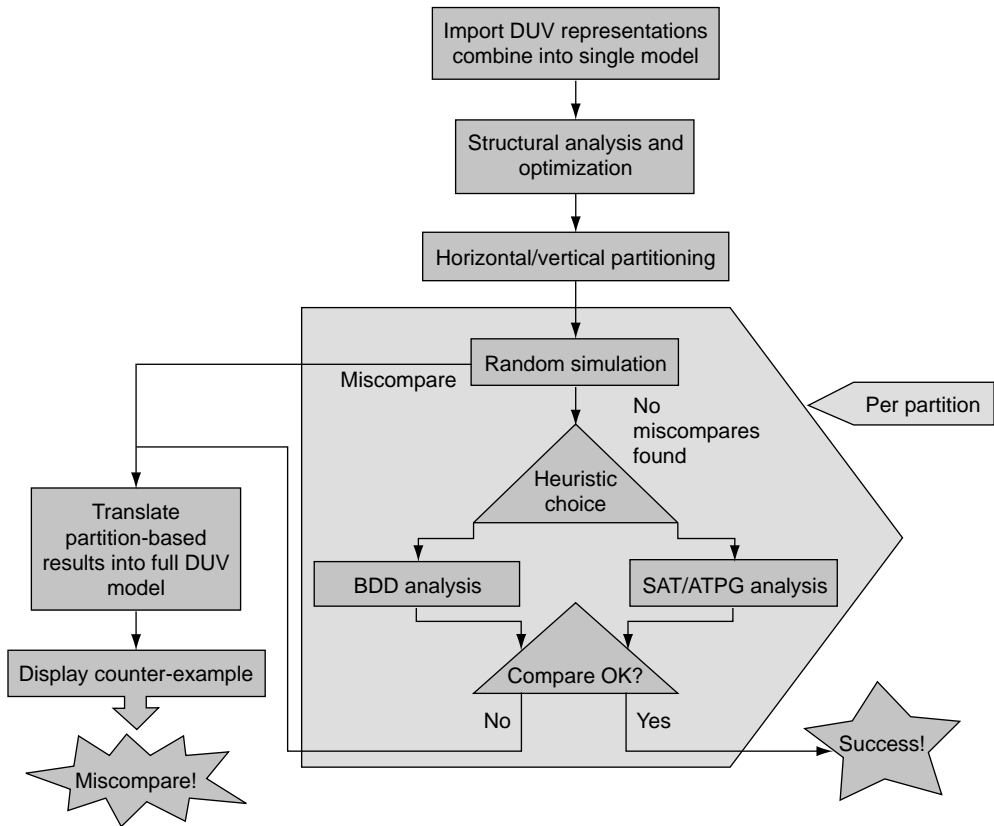 Import DUV representations
combine into single model
Structural analysis and
optimization
Horizontal/vertical partitioning
Random simulation
Miscompare
No
miscompares
found
Per partition
Heuristic
choice
Translate
partition-based
results into full DUV
model
BDD analysis
SAT/ATPG analysis
Compare OK?
Display counter-example
No
Yes
Success!
Miscompare!